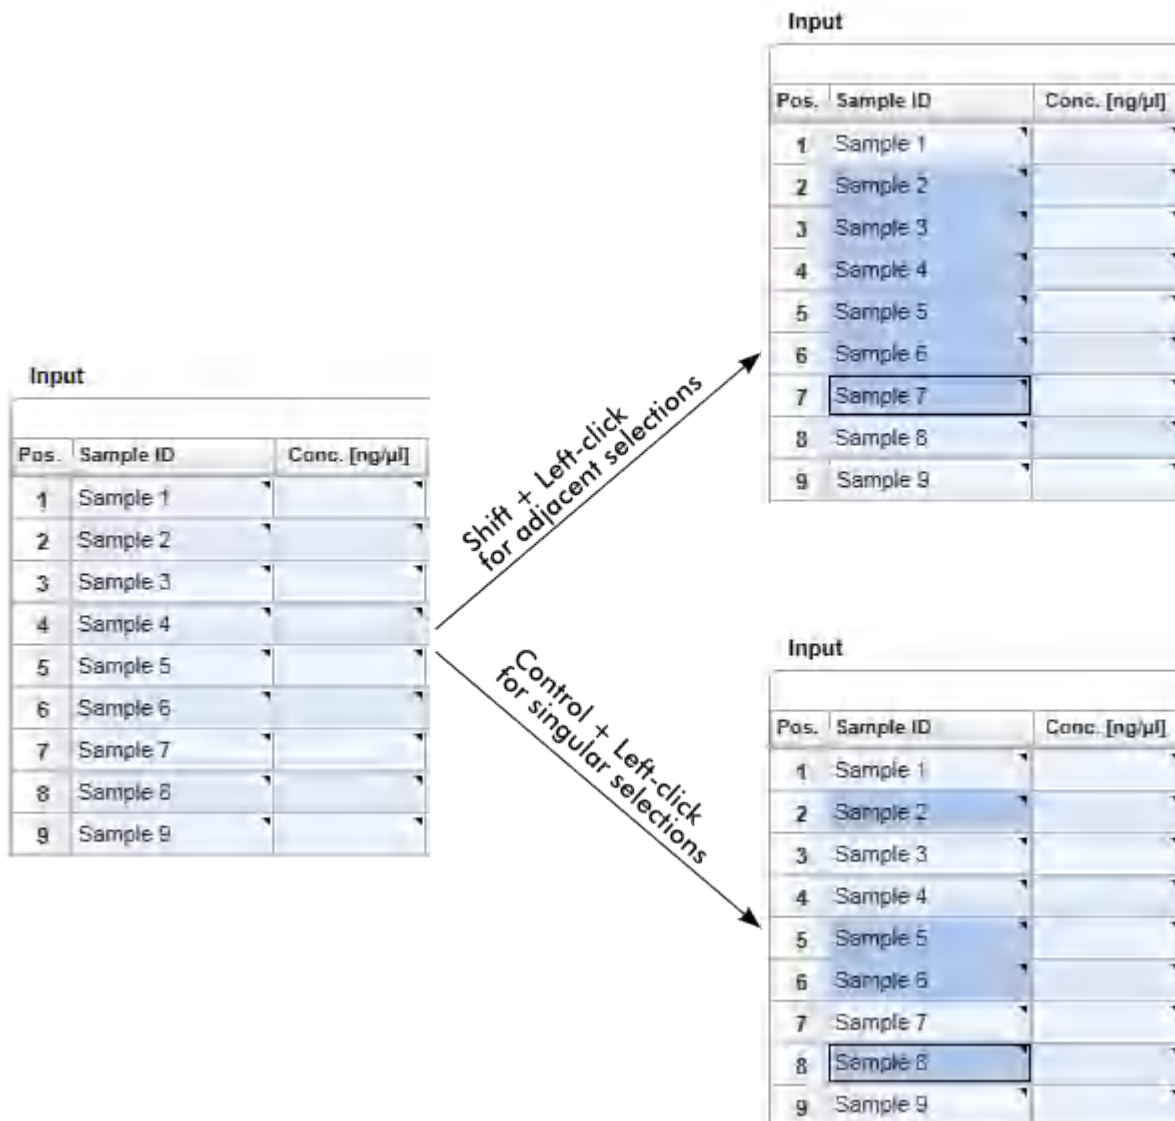 Input
Pos. Sample ID Conc. [ng/µl]
1 Sample 1
2 Sample 2
3 Sample 3
4 Sample 4
5 Sample 5
6 Sample 6
7 Sample 7
8 Sample 8
9 Sample 9
Shift + Left-click
for adjacent selections
Control + Left-click
for singular selections
Input
Pos. Sample ID Conc. [ng/µl]
1 Sample 1
2 Sample 2
3 Sample 3
4 Sample 4
5 Sample 5
6 Sample 6
7 Sample 7
8 Sample 8
9 Sample 9
Input
Pos. Sample ID Conc. [ng/µl]
1 Sample 1
2 Sample 2
3 Sample 3
4 Sample 4
5 Sample 5
6 Sample 6
7 Sample 7
8 Sample 8
9 Sample 9